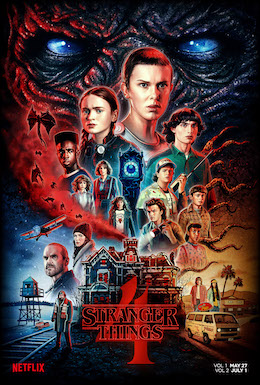 STRANGER
THINGS
4
NETFLIX
VOL 1 MAY 27
VOL 2 JULY 1